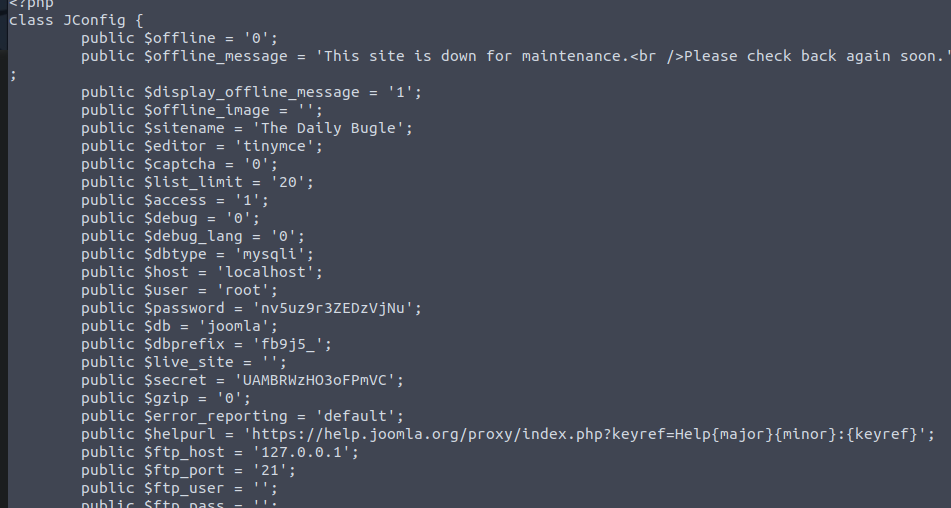 <?php
class JConfig {
public $offline = '0';
public $offline_message = 'This site is down for maintenance.<br />Please check back again soon.'
;
public $display_offline_message = '1';
public $offline_image = '';
public $sitename = 'The Daily Bugle';
public $editor = 'tinymce';
public $captcha = '0';
public $list_limit = '20';
public $access = '1';
public $debug = '0';
public $debug_lang = '0';
public $dbtype = 'mysqli';
public $host = 'localhost';
public $user = 'root';
public $password = 'nv5uz9r3ZEDzVjNu';
public $db = 'joomla';
public $dbprefix = 'fb9j5_';
public $live_site = '';
public $secret = 'UAMBRWzHO3oFPmVC';
public $gzip = '0';
public $error_reporting = 'default';
public $helpurl = 'https://help.joomla.org/proxy/index.php?keyref=Help{major}{minor}:{keyref}';
public $ftp_host = '127.0.0.1';
public $ftp_port = '21';
public $ftp_user = '';
public $ftp_pass = '';